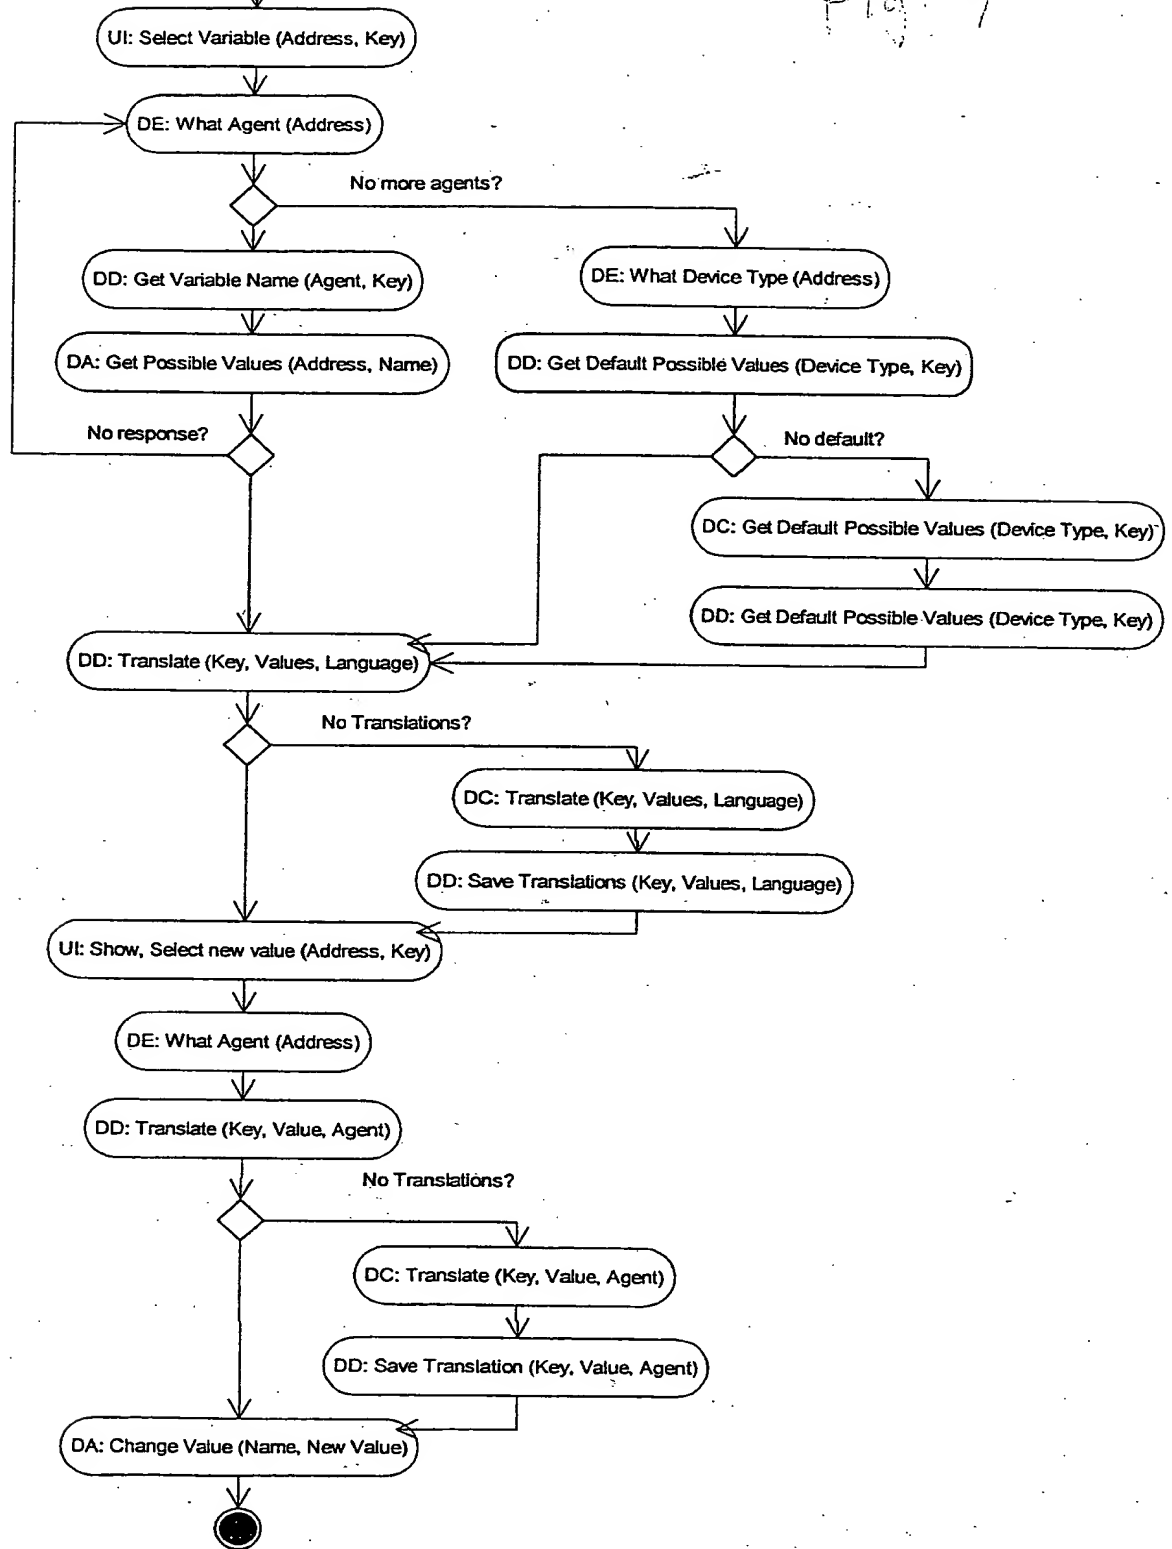 Fig. 7
UI: Select Variable (Address, Key)
DE: What Agent (Address)
No more agents?
DD: Get Variable Name (Agent, Key)
DE: What Device Type (Address)
DA: Get Possible Values (Address, Name)
DD: Get Default Possible Values (Device Type, Key)
No response?
No default?
DC: Get Default Possible Values (Device Type, Key)
DD: Get Default Possible Values (Device Type, Key)
DD: Translate (Key, Values, Language)
No Translations?
DC: Translate (Key, Values, Language)
DD: Save Translations (Key, Values, Language)
UI: Show, Select new value (Address, Key)
DE: What Agent (Address)
DD: Translate (Key, Value, Agent)
No Translations?
DC: Translate (Key, Value, Agent)
DD: Save Translation (Key, Value, Agent)
DA: Change Value (Name, New Value)